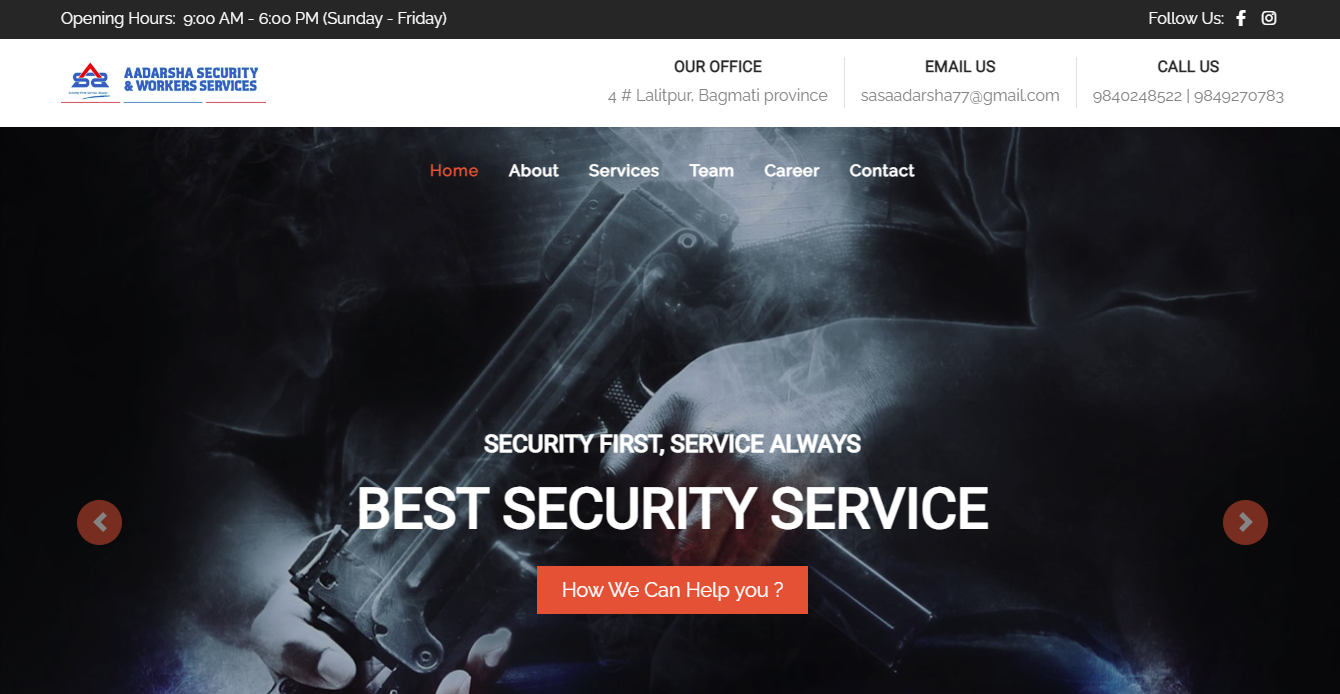 Opening Hours: 9:00 AM - 6:00 PM (Sunday - Friday)
Follow Us:
AADARSHA SECURITY
& WORKERS SERVICES
OUR OFFICE
4 # Lalitpur, Bagmati province
EMAIL US
sasaadarsha77@gmail.com
CALL US
9840248522 | 9849270783
Home About Services Team Career Contact
SECURITY FIRST, SERVICE ALWAYS
BEST SECURITY SERVICE
How We Can Help you ?